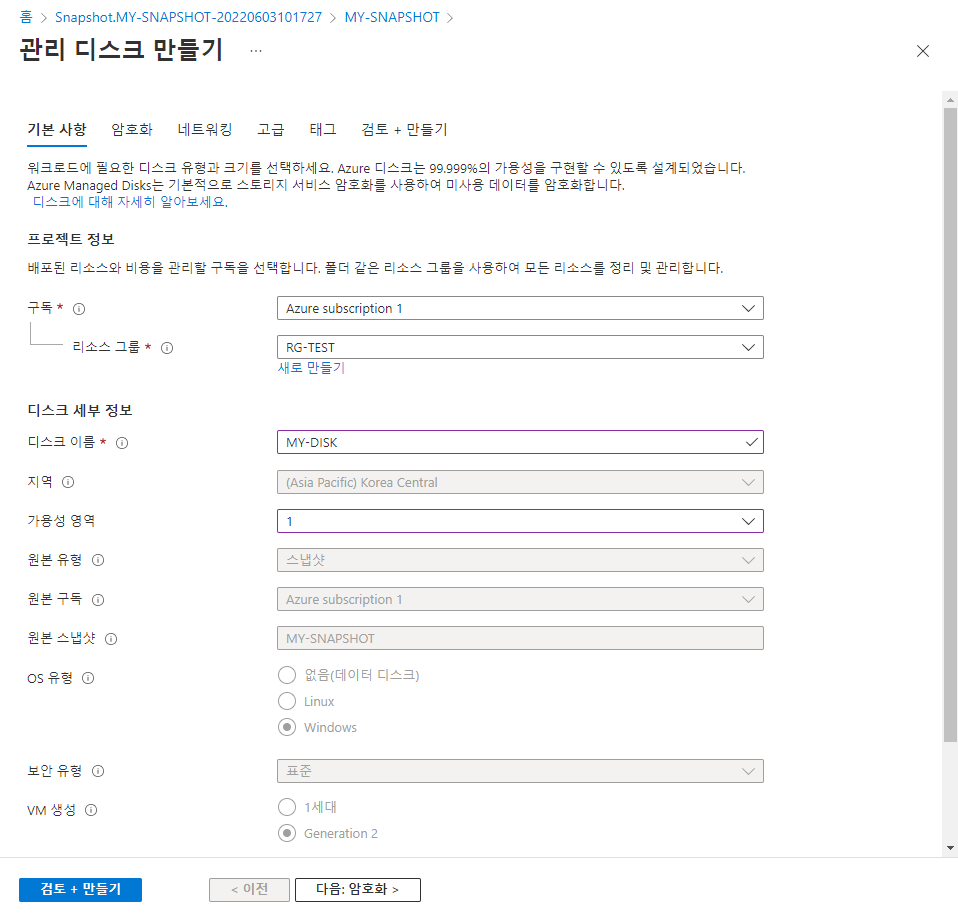 홈 > Snapshot.MY-SNAPSHOT-20220603101727 > MY-SNAPSHOT >
관리 디스크 만들기 ...
기본 사항 암호화 네트워킹 고급 태그 검토 + 만들기
워크로드에 필요한 디스크 유형과 크기를 선택하세요. Azure 디스크는 99.999%의 가용성을 구현할 수 있도록 설계되었습니다.
Azure Managed Disks는 기본적으로 스토리지 서비스 암호화를 사용하여 미사용 데이터를 암호화합니다.
디스크에 대해 자세히 알아보세요.
프로젝트 정보
배포된 리소스와 비용을 관리할 구독을 선택합니다. 폴더 같은 리소스 그룹을 사용하여 모든 리소스를 정리 및 관리합니다.
구독 * Azure subscription 1
리소스 그룹 * RG-TEST
새로 만들기
디스크 세부 정보
디스크 이름 * MY-DISK
지역 (Asia Pacific) Korea Central
가용성 영역 1
원본 유형 스냅샷
원본 구독 Azure subscription 1
원본 스냅샷 MY-SNAPSHOT
OS 유형 없음(데이터 디스크)
Linux
Windows
보안 유형 표준
VM 생성 1세대
Generation 2
검토 + 만들기 < 이전 다음: 암호화 >